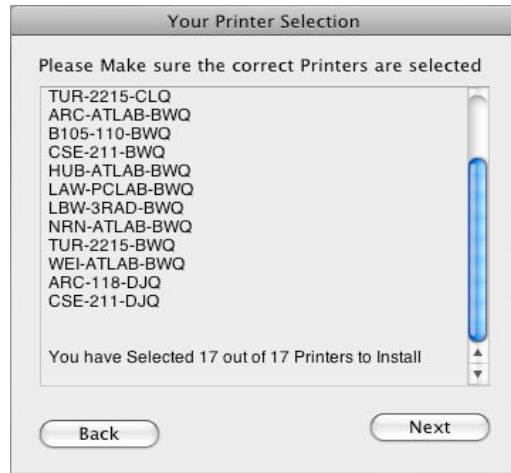 Your Printer Selection
Please Make sure the correct Printers are selected
TUR-2215-CLQ
ARC-ATLAB-BWQ
B105-110-BWQ
CSE-211-BWQ
HUB-ATLAB-BWQ
LAW-PCLAB-BWQ
LBW-3RAD-BWQ
NRN-ATLAB-BWQ
TUR-2215-BWQ
WEI-ATLAB-BWQ
ARC-118-DJQ
CSE-211-DJQ
You have Selected 17 out of 17 Printers to Install
Back
Next